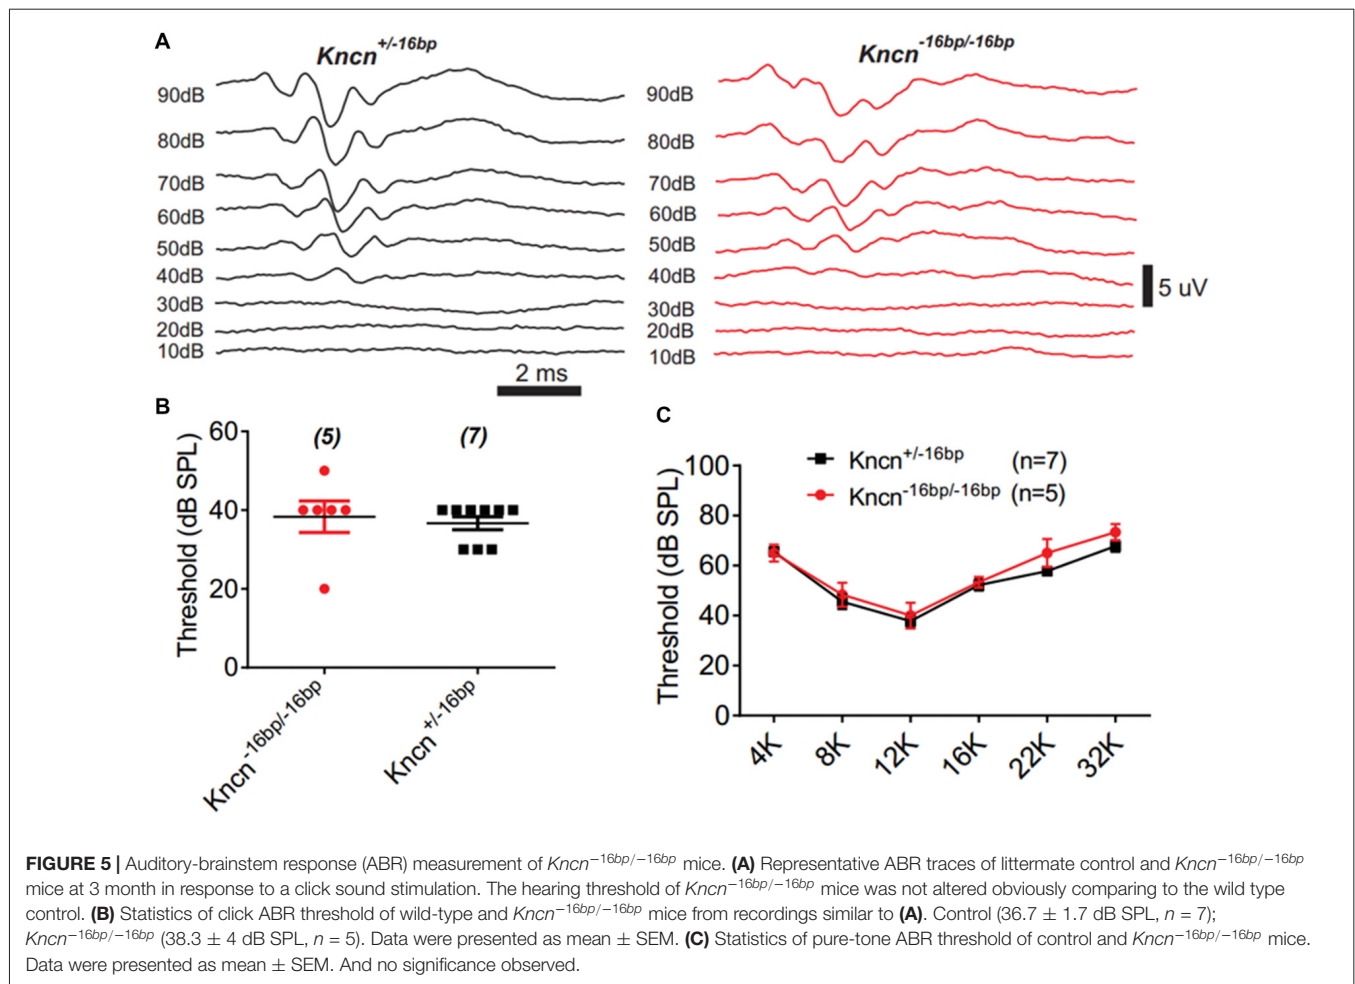 A
Kncn+/-16bp
Kncn-16bp/-16bp
90dB
80dB
70dB
60dB
50dB
40dB
30dB
20dB
10dB
90dB
80dB
70dB
60dB
50dB
40dB
30dB
20dB
10dB
5 uV
2 ms
B
(5)
(7)
Threshold (dB SPL)
60
40
20
0
Kncn-16bp/-16bp
Kncn+/-16bp
C
Kncn+/-16bp (n=7)
Kncn-16bp/-16bp (n=5)
Threshold (dB SPL)
100
80
60
40
20
0
4K
8K
12K
16K
22K
32K
FIGURE 5 | Auditory-brainstem response (ABR) measurement of Kncn−16bp/−16bp mice. (A) Representative ABR traces of littermate control and Kncn−16bp/−16bp
mice at 3 month in response to a click sound stimulation. The hearing threshold of Kncn−16bp/−16bp mice was not altered obviously comparing to the wild type
control. (B) Statistics of click ABR threshold of wild-type and Kncn−16bp/−16bp mice from recordings similar to (A). Control (36.7 ± 1.7 dB SPL, n = 7);
Kncn−16bp/−16bp (38.3 ± 4 dB SPL, n = 5). Data were presented as mean ± SEM. (C) Statistics of pure-tone ABR threshold of control and Kncn−16bp/−16bp mice.
Data were presented as mean ± SEM. And no significance observed.